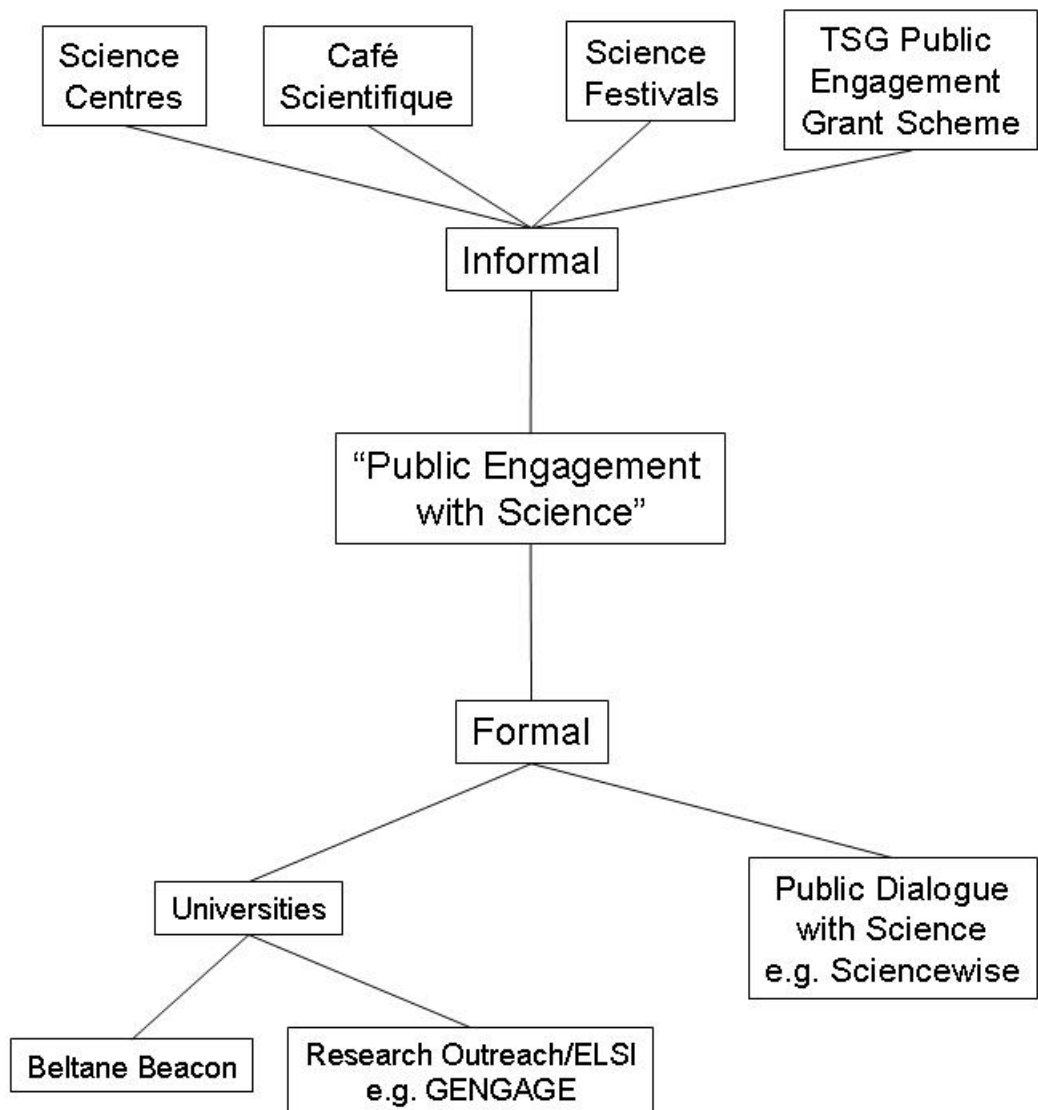 Science
Centres
Café
Scientifique
Science
Festivals
TSG Public
Engagement
Grant Scheme
Informal
“Public Engagement
with Science”
Formal
Universities
Public Dialogue
with Science
e.g. Sciencewise
Beltane Beacon
Research Outreach/ELSI
e.g. GENGAGE